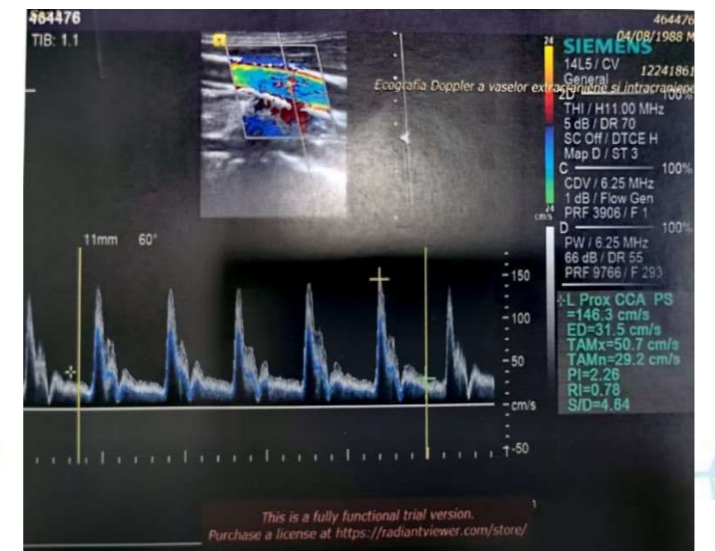 464476
TIB: 1.1
464476
04/08/1988 M
SIEMENS
14L5 / CV
General
12241861
Ecografia Doppler a vaselor extracraniene si intracraniene
2D 100%
THI / H11.00 MHz
5 dB / DR 70
SC Off / DTCE H
Map D / ST 3
C 100%
CDV / 6.25 MHz
1 dB / Flow Gen
PRF 3906 / F 1
D 100%
PW / 6.25 MHz
66 dB / DR 55
PRF 9766 / F 293
24
24
cm/s
11mm 60°
150
100
50
cm/s
-50
L Prox CCA PS
=146.3 cm/s
ED=31.5 cm/s
TAMx=50.7 cm/s
TAMn=29.2 cm/s
PI=2.26
RI=0.78
S/D=4.64
This is a fully functional trial version.
Purchase a license at https://radiantviewer.com/store/